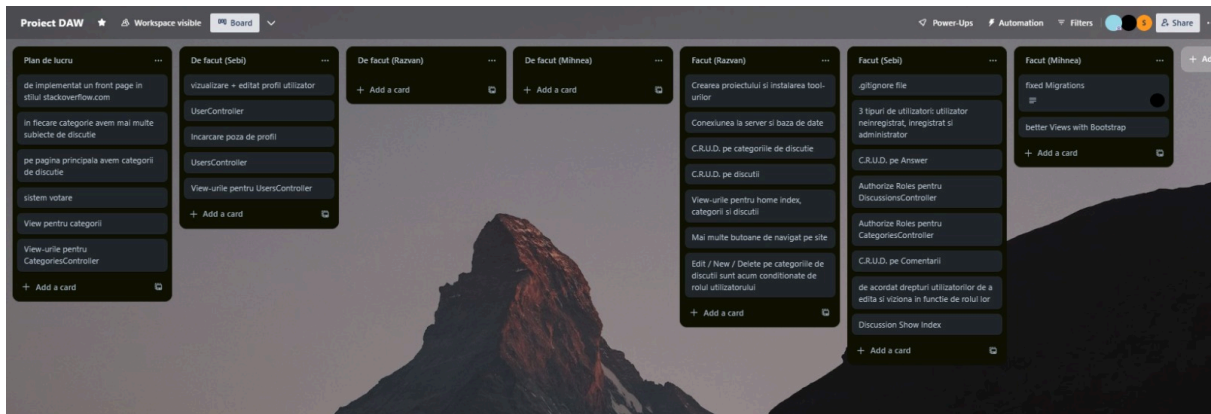 Proiect DAW
Workspace visible
Board
Power-Ups
Automation
Filters
S
Share
Plan de lucru
de implementat un front page in
stilul stackoverflow.com
in fiecare categorie avem mai multe
subiecte de discutie
pe pagina principala avem categorii
de discutie
sistem votare
View pentru categorii
View-urile pentru
CategoriesController
+ Add a card
De facut (Sebi)
vizualizare + editat profil utilizator
UserController
Incarcare poza de profil
UsersController
View-urile pentru UsersController
+ Add a card
De facut (Razvan)
+ Add a card
De facut (Mihnea)
+ Add a card
Facut (Razvan)
Crearea proiectului si instalarea tool-
urilor
Conexiunea la server si baza de date
C.R.U.D. pe categoriile de discutie
C.R.U.D. pe discutii
View-urile pentru home index,
categorii si discutii
Mai multe butoane de navigat pe site
Edit / New / Delete pe categoriile de
discutii sunt acum conditionate de
rolul utilizatorului
+ Add a card
Facut (Sebi)
.gitignore file
3 tipuri de utilizatori: utilizator
neinregistrat, inregistrat si
administrator
C.R.U.D. pe Answer
Authorize Roles pentru
DiscussionsController
Authorize Roles pentru
CategoriesController
C.R.U.D. pe Comentarii
de acordat drepturi utilizatorilor de a
edita si viziona in functie de rolul lor
Discussion Show Index
+ Add a card
Facut (Mihnea)
fixed Migrations
better Views with Bootstrap
+ Add a card
+ Ad